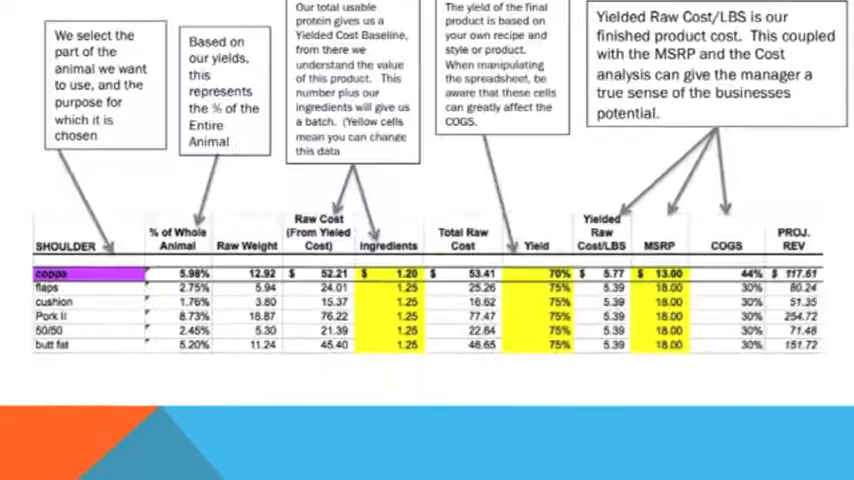 We select the
part of the
animal we want
to use, and the
purpose for
which it is
chosen
Based on
our yields,
this
represents
the % of the
Entire
Animal
Our total usable
protein gives us a
Yielded Cost Baseline,
from there we
understand the value
of this product. This
number plus our
ingredients will give us
a batch. (Yellow cells
mean you can change
this data
The yield of the final
product is based on
your own recipe and
style or product.
When manipulating
the spreadsheet, be
aware that these cells
can greatly affect the
COGS.
Yielded Raw Cost/LBS is our
finished product cost. This coupled
with the MSRP and the Cost
analysis can give the manager a
true sense of the businesses
potential.
SHOULDER % of Whole Animal Raw Weight Raw Cost (From Yieled Cost) Ingredients Total Raw Cost Yield Yielded Raw Cost/LBS MSRP COGS PROJ. REV
coppa 5.98% 12.92 $ 52.21 $ 1.20 $ 53.41 70% $ 5.77 $ 13.00 44% $ 117.61
flaps 2.75% 5.94 24.01 1.25 25.26 75% 5.39 18.00 30% 80.24
cushion 1.76% 3.80 15.37 1.25 16.62 75% 5.39 18.00 30% 51.35
Pork li 8.73% 18.87 76.22 1.25 77.47 75% 5.39 18.00 30% 254.72
50/50 2.45% 5.30 21.39 1.25 22.64 75% 5.39 18.00 30% 71.48
butt fat 5.20% 11.24 45.40 1.25 46.65 75% 5.39 18.00 30% 151.72